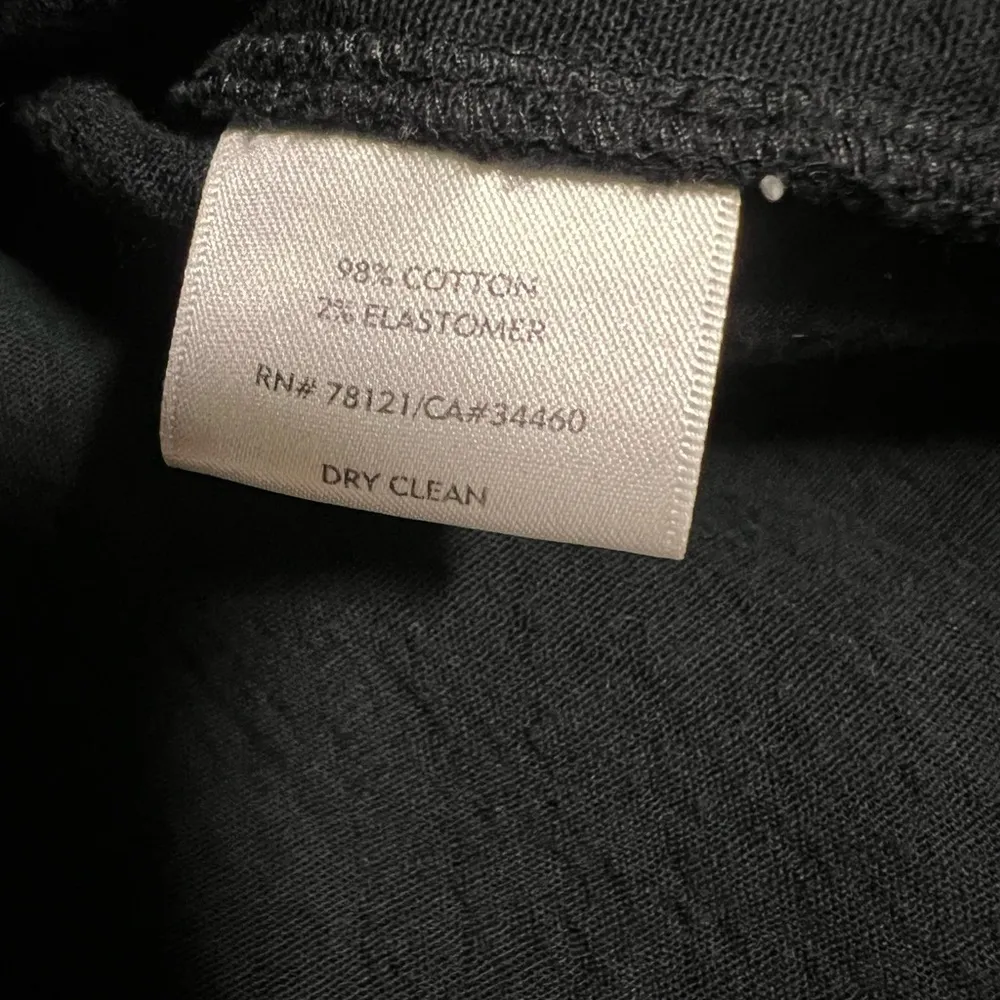 98% COTTON
2% ELASTOMER
RN# 78121/CA#34460
DRY CLEAN